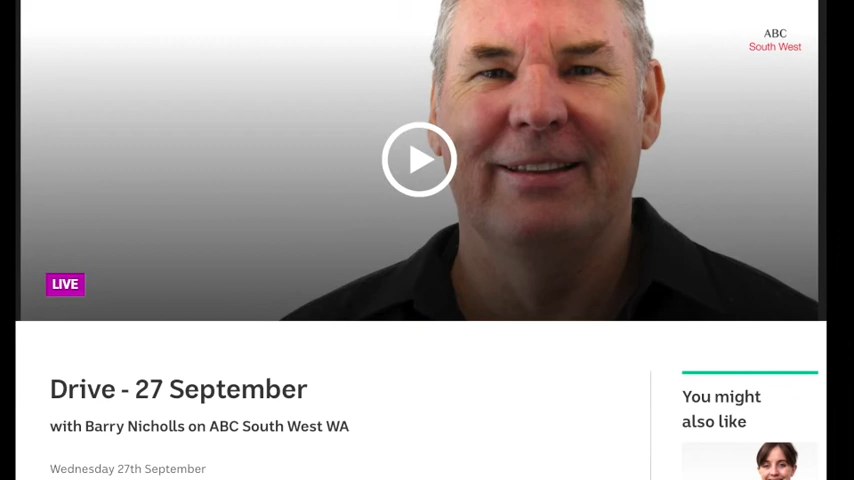 ABC
South West
LIVE
Drive - 27 September
with Barry Nicholls on ABC South West WA
Wednesday 27th September
You might
also like